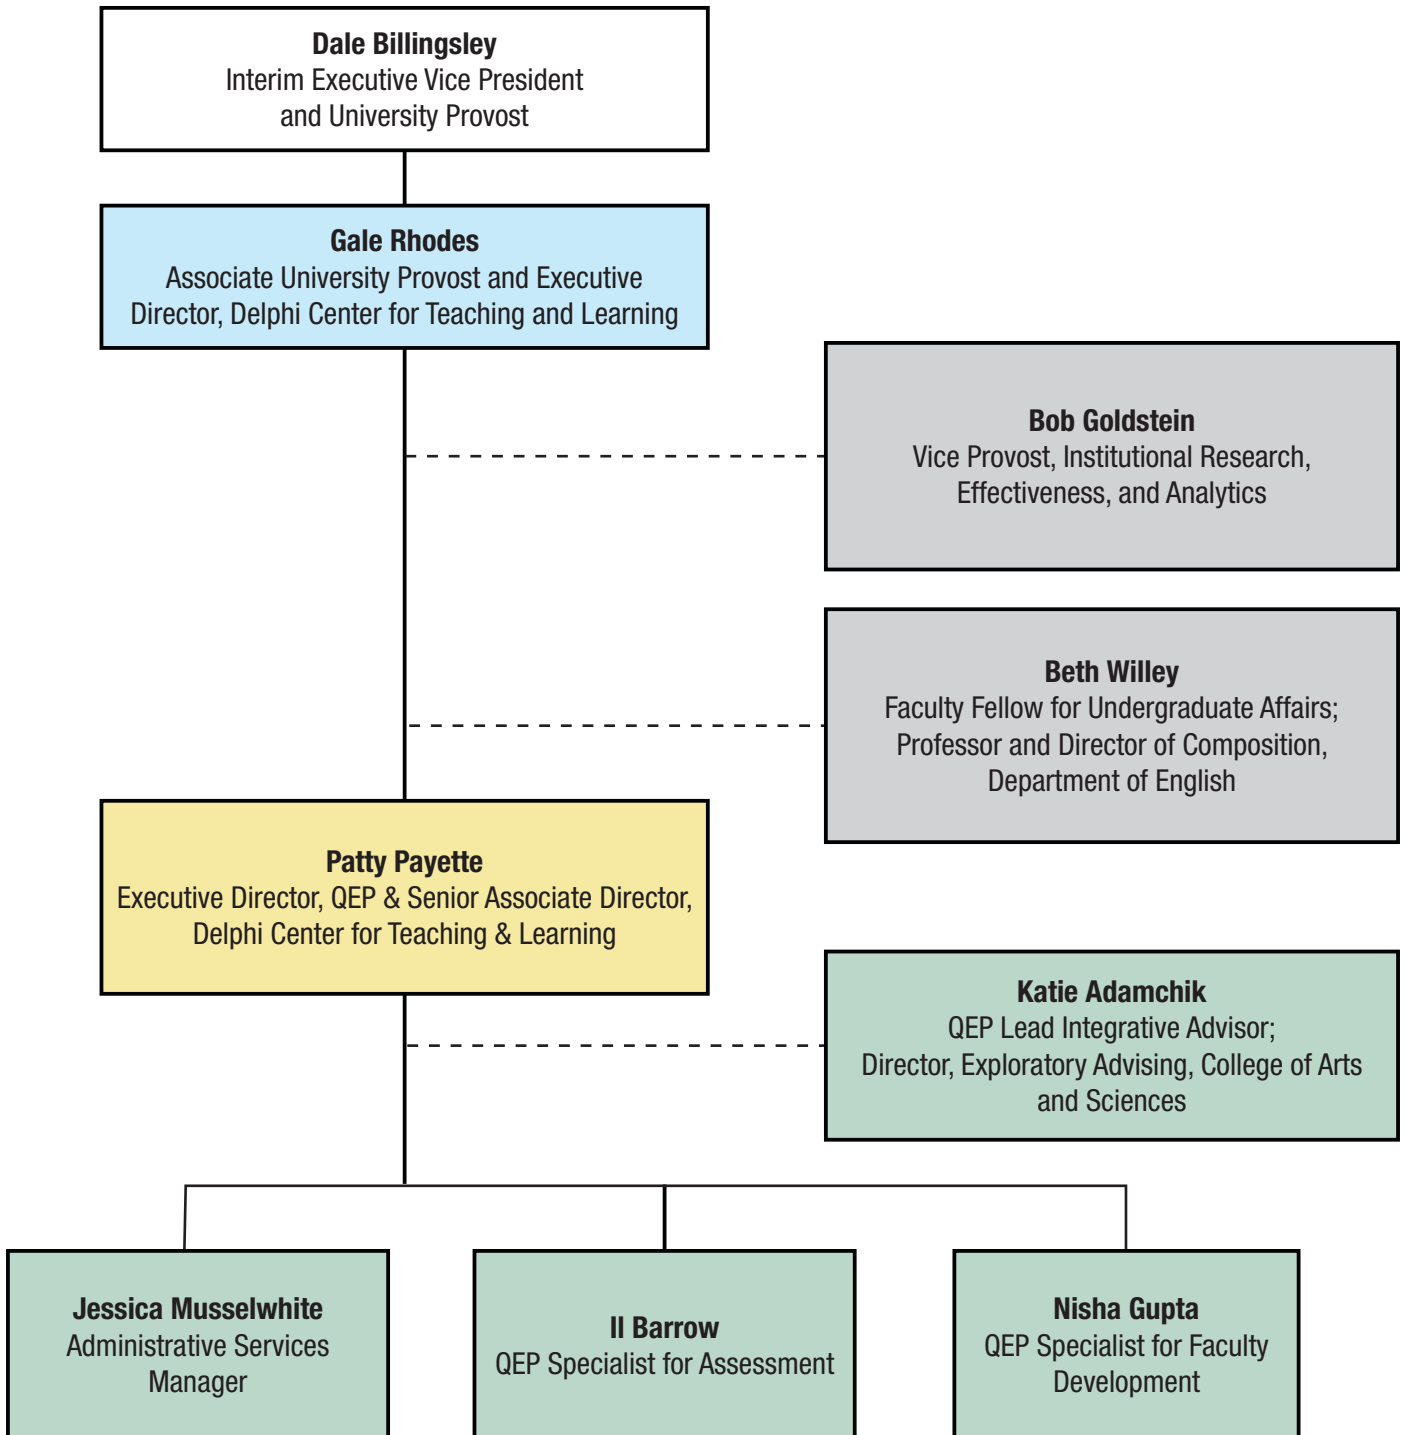 Dale Billingsley
Interim Executive Vice President
and University Provost
Gale Rhodes
Associate University Provost and Executive
Director, Delphi Center for Teaching and Learning
Bob Goldstein
Vice Provost, Institutional Research,
Effectiveness, and Analytics
Beth Willey
Faculty Fellow for Undergraduate Affairs;
Professor and Director of Composition,
Department of English
Patty Payette
Executive Director, QEP & Senior Associate Director,
Delphi Center for Teaching & Learning
Katie Adamchik
QEP Lead Integrative Advisor;
Director, Exploratory Advising, College of Arts
and Sciences
Jessica Musselwhite
Administrative Services
Manager
Il Barrow
QEP Specialist for Assessment
Nisha Gupta
QEP Specialist for Faculty
Development